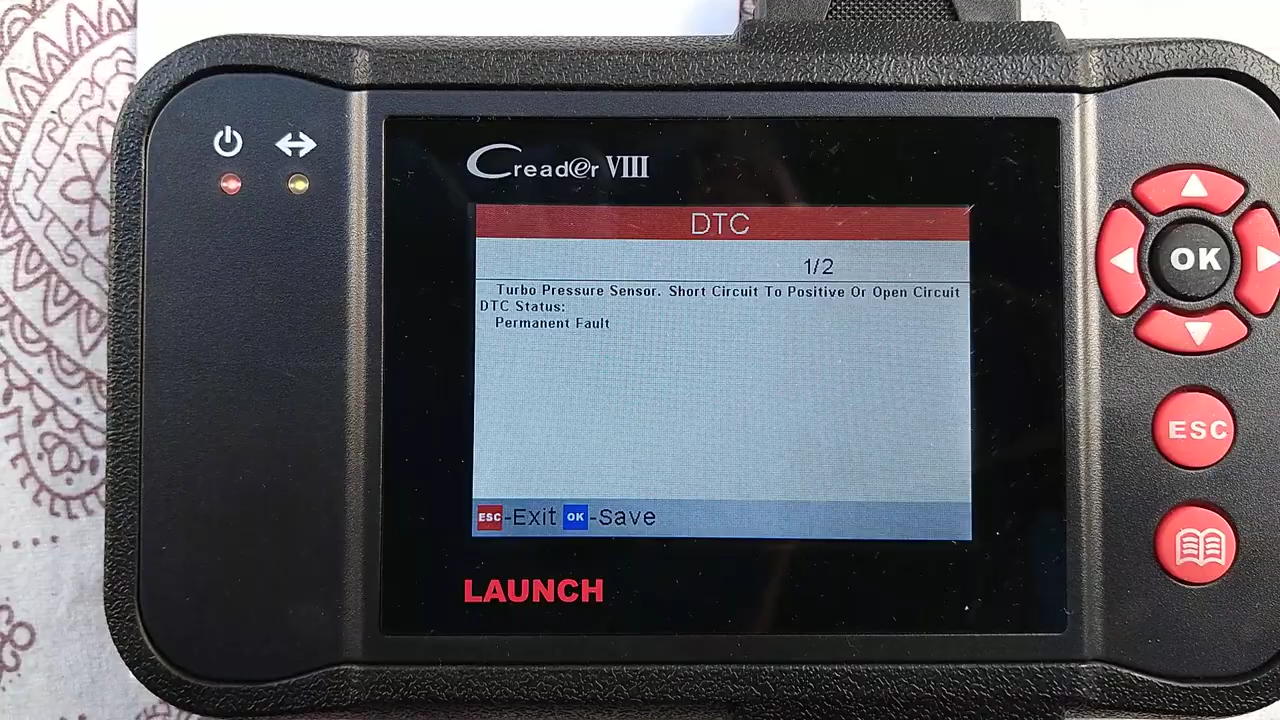 Creader VIII
DTC
1/2
Turbo Pressure Sensor. Short Circuit To Positive Or Open Circuit
DTC Status:
Permanent Fault
ESC-Exit OK-Save
LAUNCH
OK
ESC